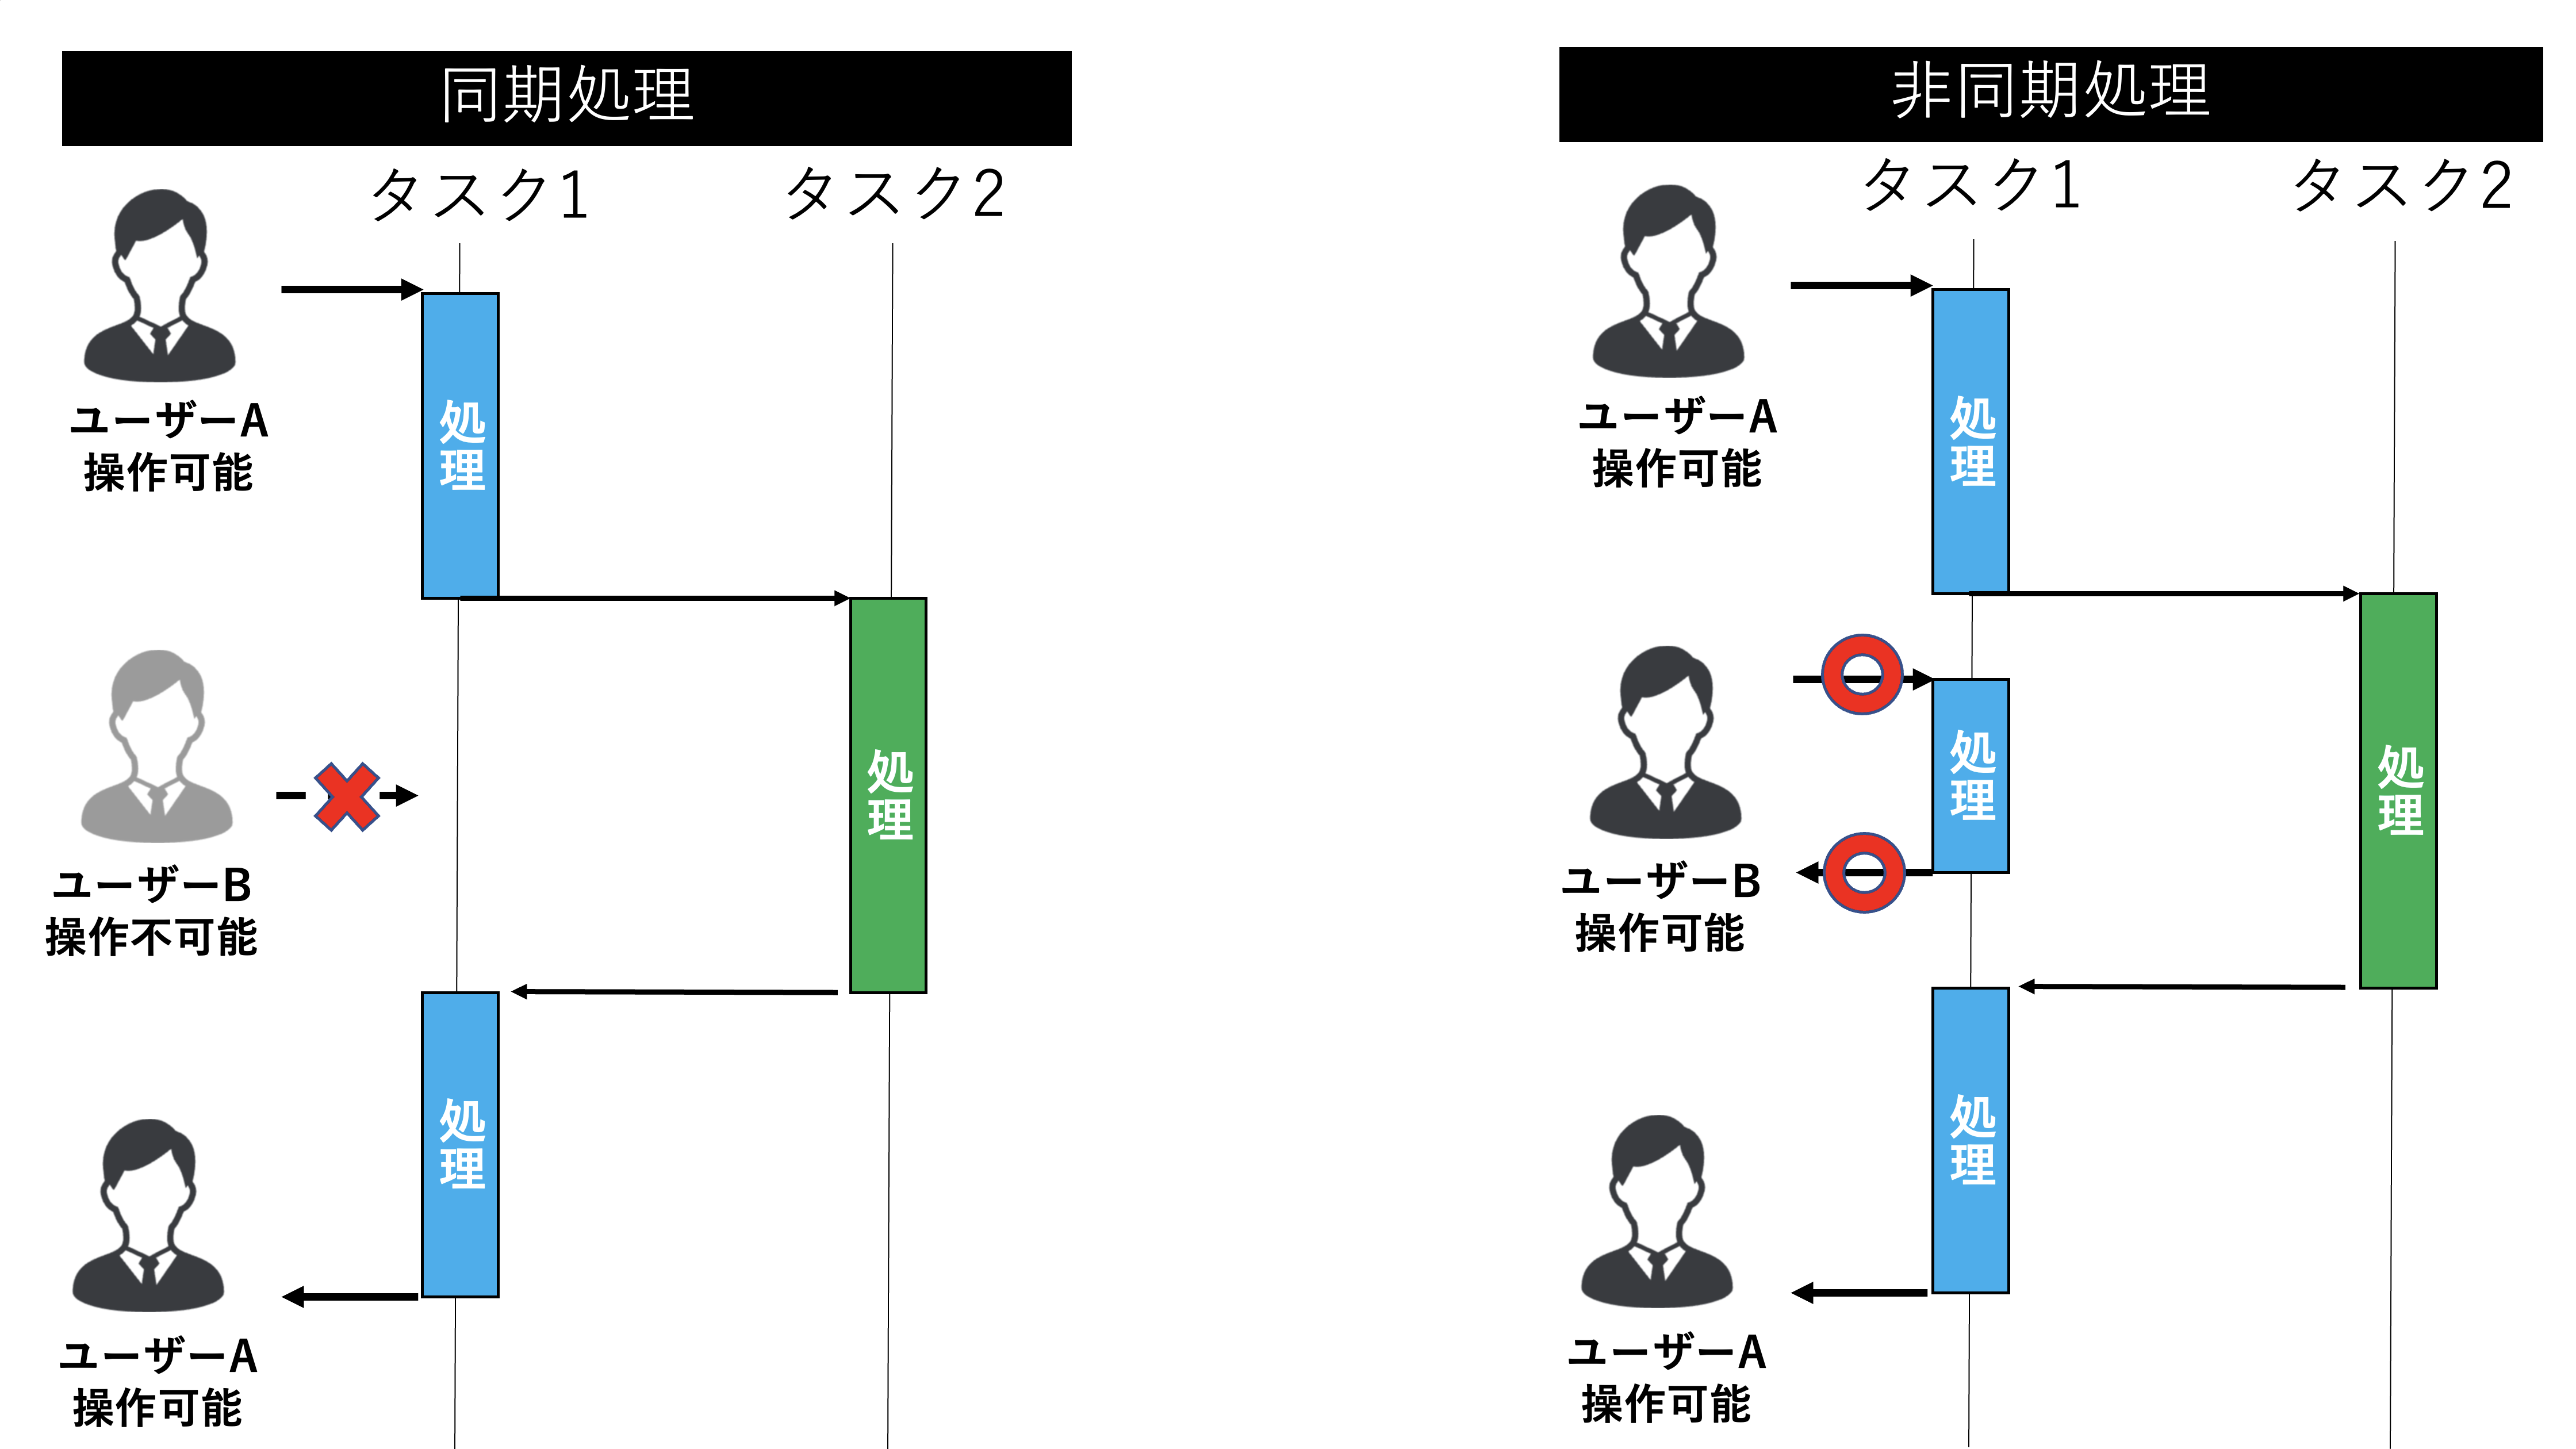 同期処理
タスク1
タスク2
ユーザーA
操作可能
処理
ユーザーB
操作不可能
処理
処理
ユーザーA
操作可能
非同期処理
タスク1
タスク2
ユーザーA
操作可能
処理
ユーザーB
操作可能
処理
処理
処理
ユーザーA
操作可能